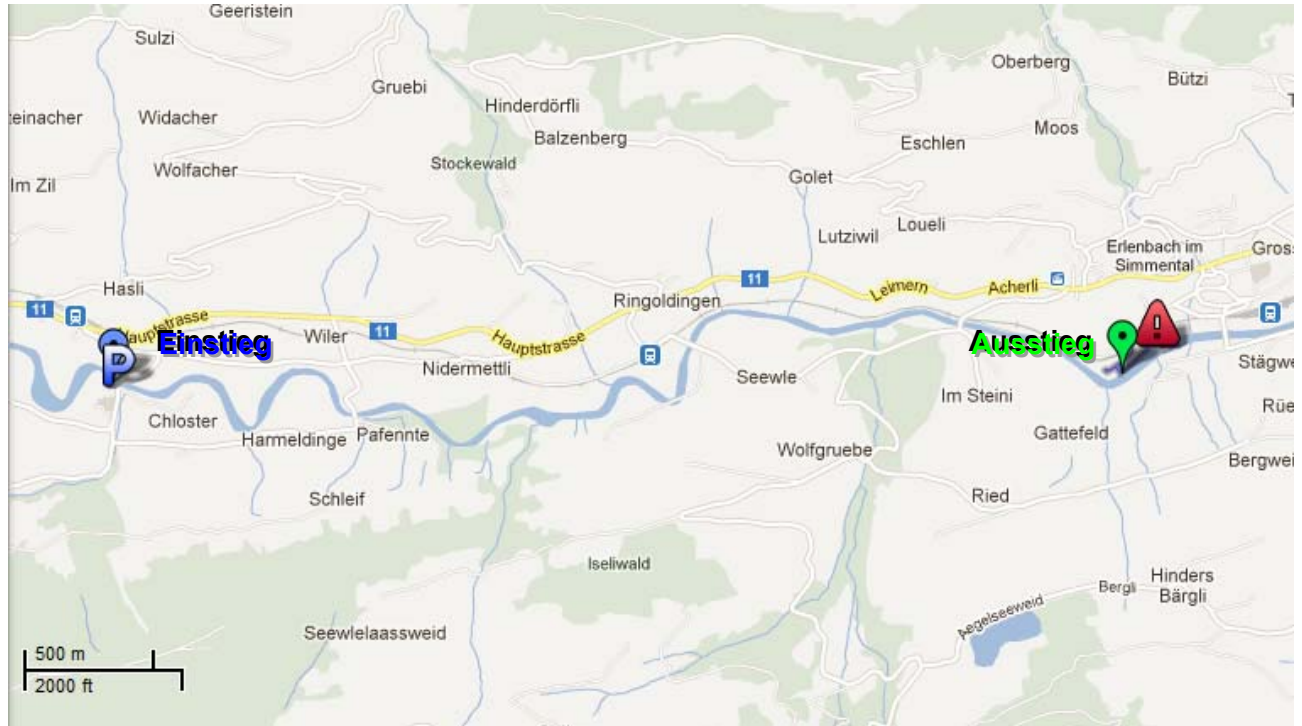 Geeristein
Sulzi
Oberberg
Bützi
Gruebi
Hinderdörfli
einacher
Widacher
Moos
Balzenberg
Eschlen
Stockewald
Wolfacher
Golet
Im Zil
Loueli
Lutziwil
Erlenbach im
Simmental
Gross
Hasli
11
Leimern
Acherli
Ringoldingen
11
Hauptstrasse
Wiler
11
Hauptstrasse
Einstieg
Ausstieg
P
Nidermettli
Seewle
Stägwe
Im Steini
Rüe
Chloster
Harmeldinge
Pafennte
Gattefeld
Wolfgruebe
Bergwei
Schleif
Ried
Iseliwald
Hinders
Bärgli
Bergli
Aegelseeweid
Seewlelaassweid
500 m
2000 ft